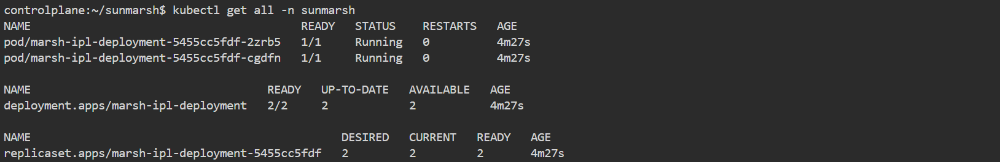 controlplane:~/sunmarsh$ kubectl get all -n sunmarsh
NAME READY STATUS RESTARTS AGE
pod/marsh-ipl-deployment-5455cc5fdf-2zrb5 1/1 Running 0 4m27s
pod/marsh-ipl-deployment-5455cc5fdf-cgdfn 1/1 Running 0 4m27s
NAME READY UP-TO-DATE AVAILABLE AGE
deployment.apps/marsh-ipl-deployment 2/2 2 2 4m27s
NAME DESIRED CURRENT READY AGE
replicaset.apps/marsh-ipl-deployment-5455cc5fdf 2 2 2 4m27s